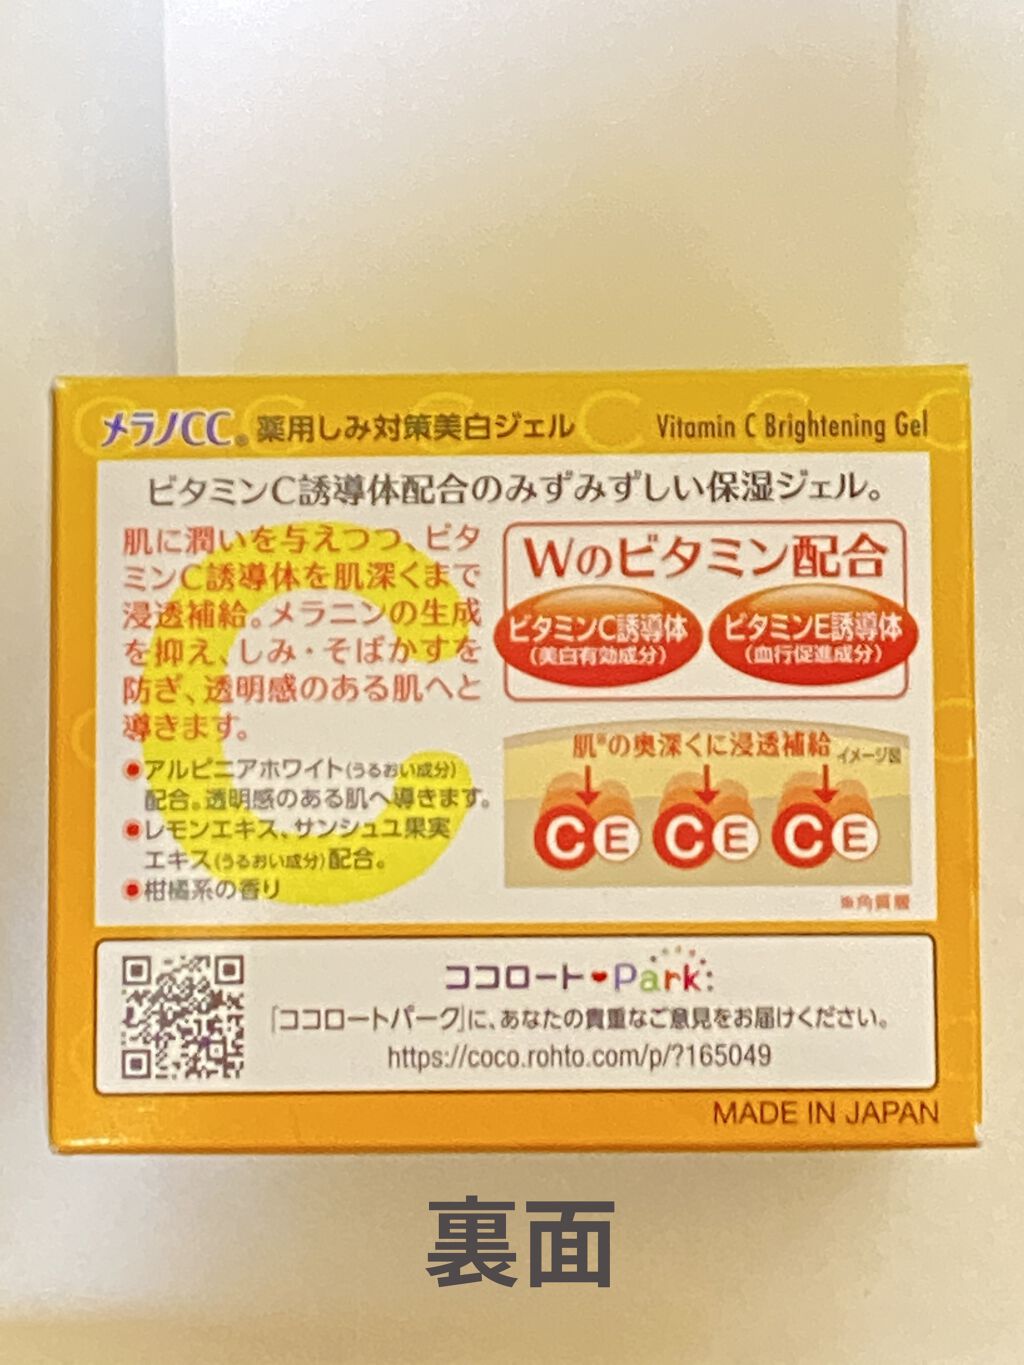 メラノCC® 薬用しみ対策美白ジェル Vitamin C Brightening Gel
ビタミンC誘導体配合のみずみずしい保湿ジェル。
肌に潤いを与えつつ、ビタ
ミンC誘導体を肌深くまで
浸透補給。メラニンの生成
を抑え、しみ・そばかすを
防ぎ、透明感のある肌へと
導きます。
●アルピニアホワイト(うるおい成分)
配合。透明感のある肌へ導きます。
●レモンエキス、サンシュユ果実
エキス(うるおい成分)配合。
●柑橘系の香り
Wのビタミン配合
ビタミンC誘導体
(美白有効成分)
ビタミンE誘導体
(血行促進成分)
肌※の奥深くに浸透補給 イメージ図
C E C E C E
※角質層
ココロート♥Park
「ココロートパーク」に、あなたの貴重なご意見をお届けください。
https://coco.rohto.com/p/?165049
MADE IN JAPAN
裏面